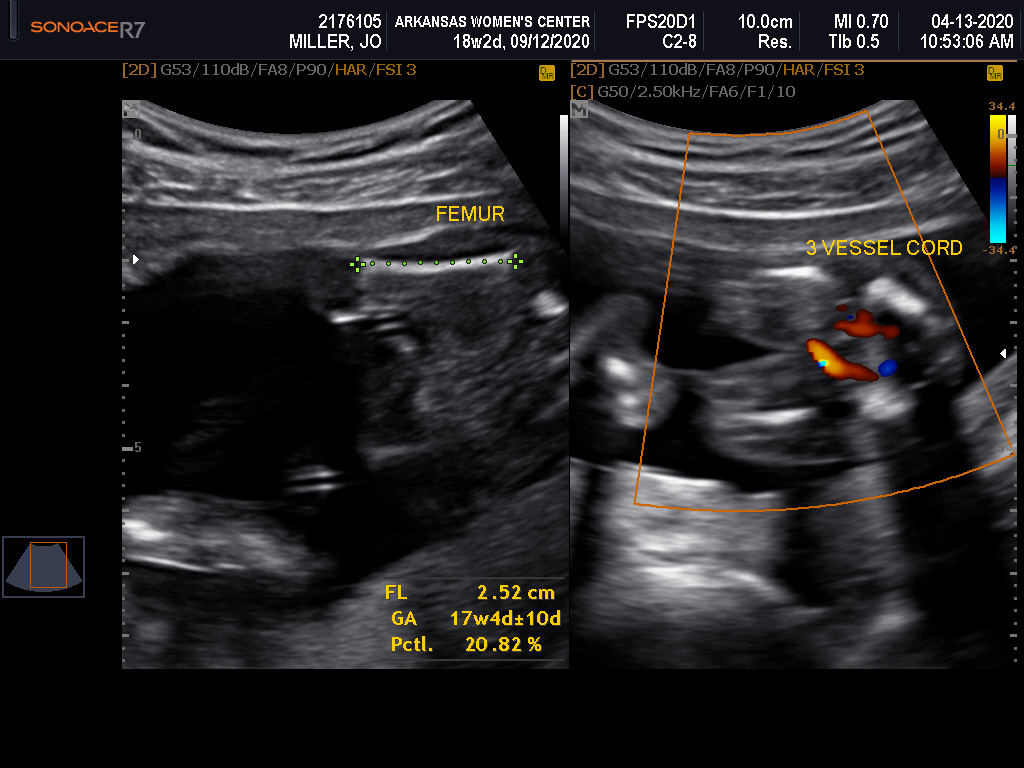 SONOACE R7
2176105
MILLER, JO
ARKANSAS WOMEN'S CENTER
18w2d, 09/12/2020
FPS20D1
C2-8
10.0cm
Res.
MI 0.70
TIb 0.5
04-13-2020
10:53:06 AM
[2D] G53/110dB/FA8/P90/HAR/FSI 3
[2D] G53/110dB/FA8/P90/HAR/FSI 3
[C] G50/2.50kHz/FA6/F1/10
M
M
34.4
0
0
FEMUR
3 VESSEL CORD
-34.4
5
FL 2.52 cm
GA 17w4d±10d
Pctl. 20.82 %